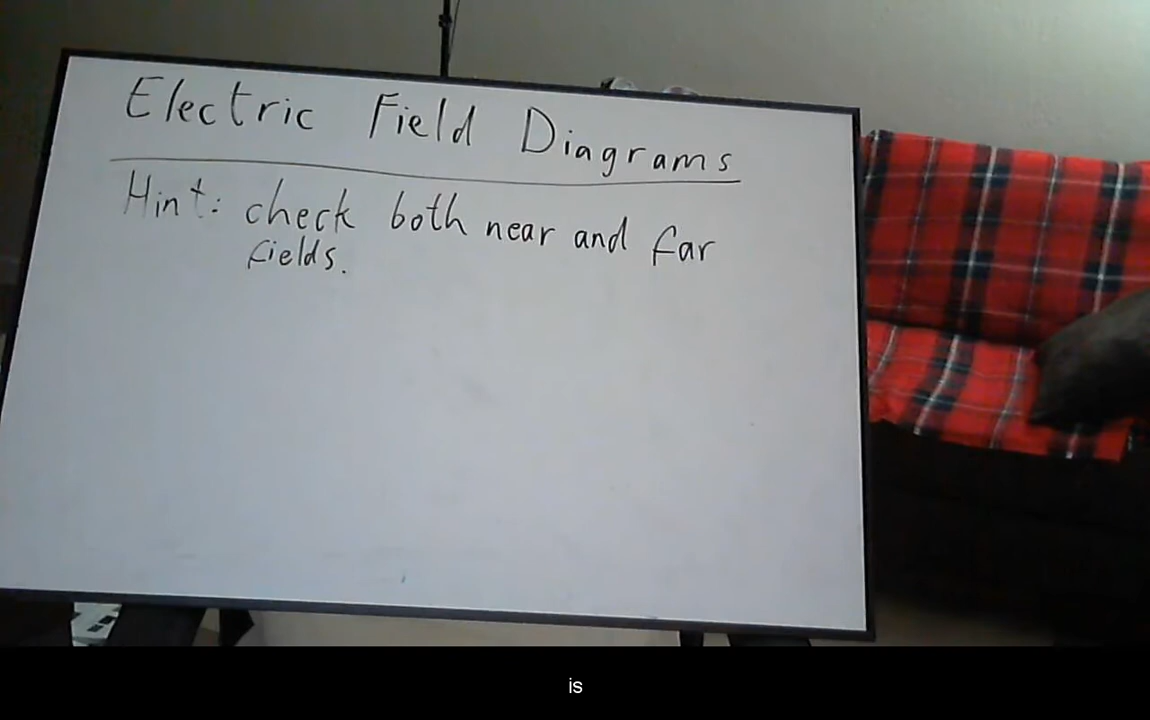 Electric Field Diagrams
Hint: check both near and far
fields.
is